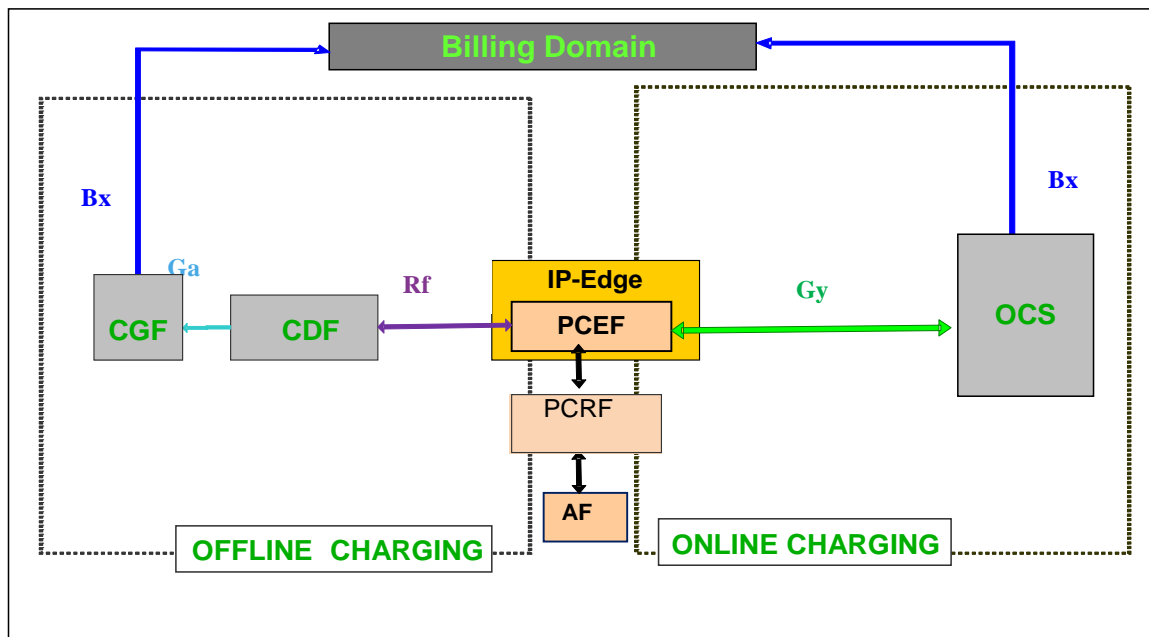 Billing Domain
Bx
Bx
Ga
Rf
IP-Edge
Gy
CGF
CDF
PCEF
OCS
PCRF
AF
OFFLINE CHARGING
ONLINE CHARGING